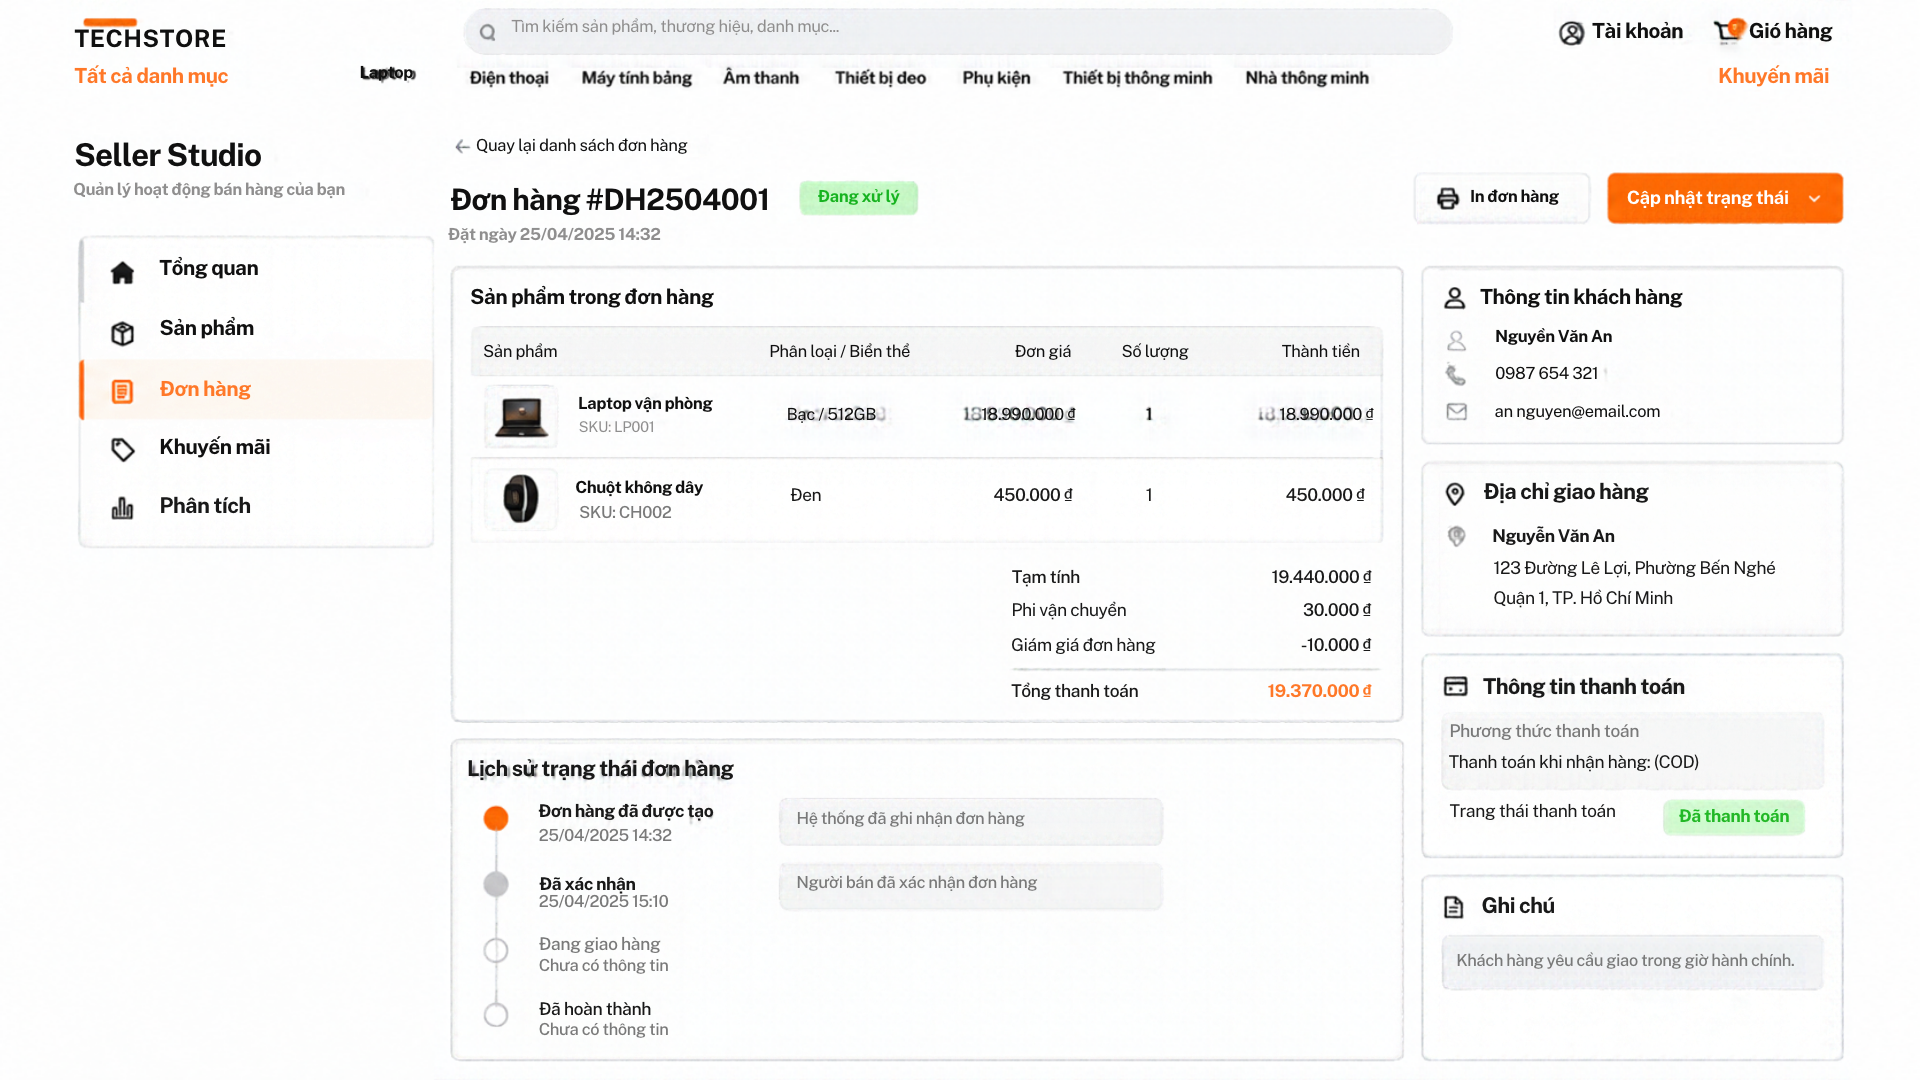 TECHSTORE
Tìm kiếm sản phẩm, thương hiệu, danh mục...
Tài khoản
Giỏ hàng
Tất cả danh mục
Laptop
Điện thoại
Máy tính bảng
Âm thanh
Thiết bị deo
Phụ kiện
Thiết bị thông minh
Nhà thông minh
Khuyến mãi
Seller Studio
Quản lý hoạt động bán hàng của bạn
Tổng quan
Sản phẩm
Đơn hàng
Khuyến mãi
Phân tích
Quay lại danh sách đơn hàng
Đơn hàng #DH2504001
Đang xử lý
Đặt ngày 25/04/2025 14:32
In đơn hàng
Cập nhật trạng thái
Sản phẩm trong đơn hàng
Sản phẩm
Phân loại / Biển thể
Đơn giá
Số lượng
Thành tiền
Laptop vận phòng
SKU: LP001
Bạc / 512GB
18.990.000 đ
1
18.990.000 đ
Chuột không dây
SKU: CH002
Đen
450.000 đ
1
450.000 đ
Tạm tính
19.440.000 đ
Phi vận chuyển
30.000 đ
Giám giá đơn hàng
-10.000 đ
Tổng thanh toán
19.370.000 đ
Lịch sử trạng thái đơn hàng
Đơn hàng đã được tạo
25/04/2025 14:32
Hệ thống đã ghi nhận đơn hàng
Đã xác nhận
25/04/2025 15:10
Người bán đã xác nhận đơn hàng
Đang giao hàng
Chưa có thông tin
Đã hoàn thành
Chưa có thông tin
Thông tin khách hàng
Nguyền Văn An
0987 654 321
an nguyen@email.com
Địa chỉ giao hàng
Nguyễn Văn An
123 Đường Lê Lợi, Phường Bến Nghé
Quận 1, TP. Hồ Chí Minh
Thông tin thanh toán
Phương thức thanh toán
Thanh toán khi nhận hàng: (COD)
Trang thái thanh toán
Đã thanh toán
Ghi chú
Khách hàng yêu cầu giao trong giờ hành chính.